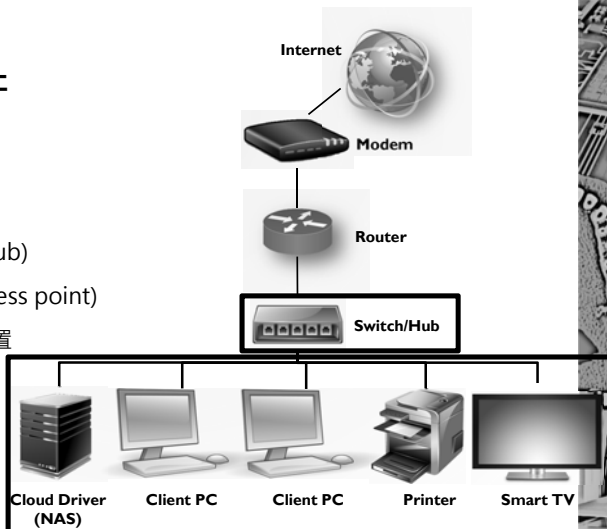 Internet
Modem
Router
ub)
ess point)
Switch/Hub
置
Cloud Driver
(NAS)
Client PC
Client PC
Printer
Smart TV